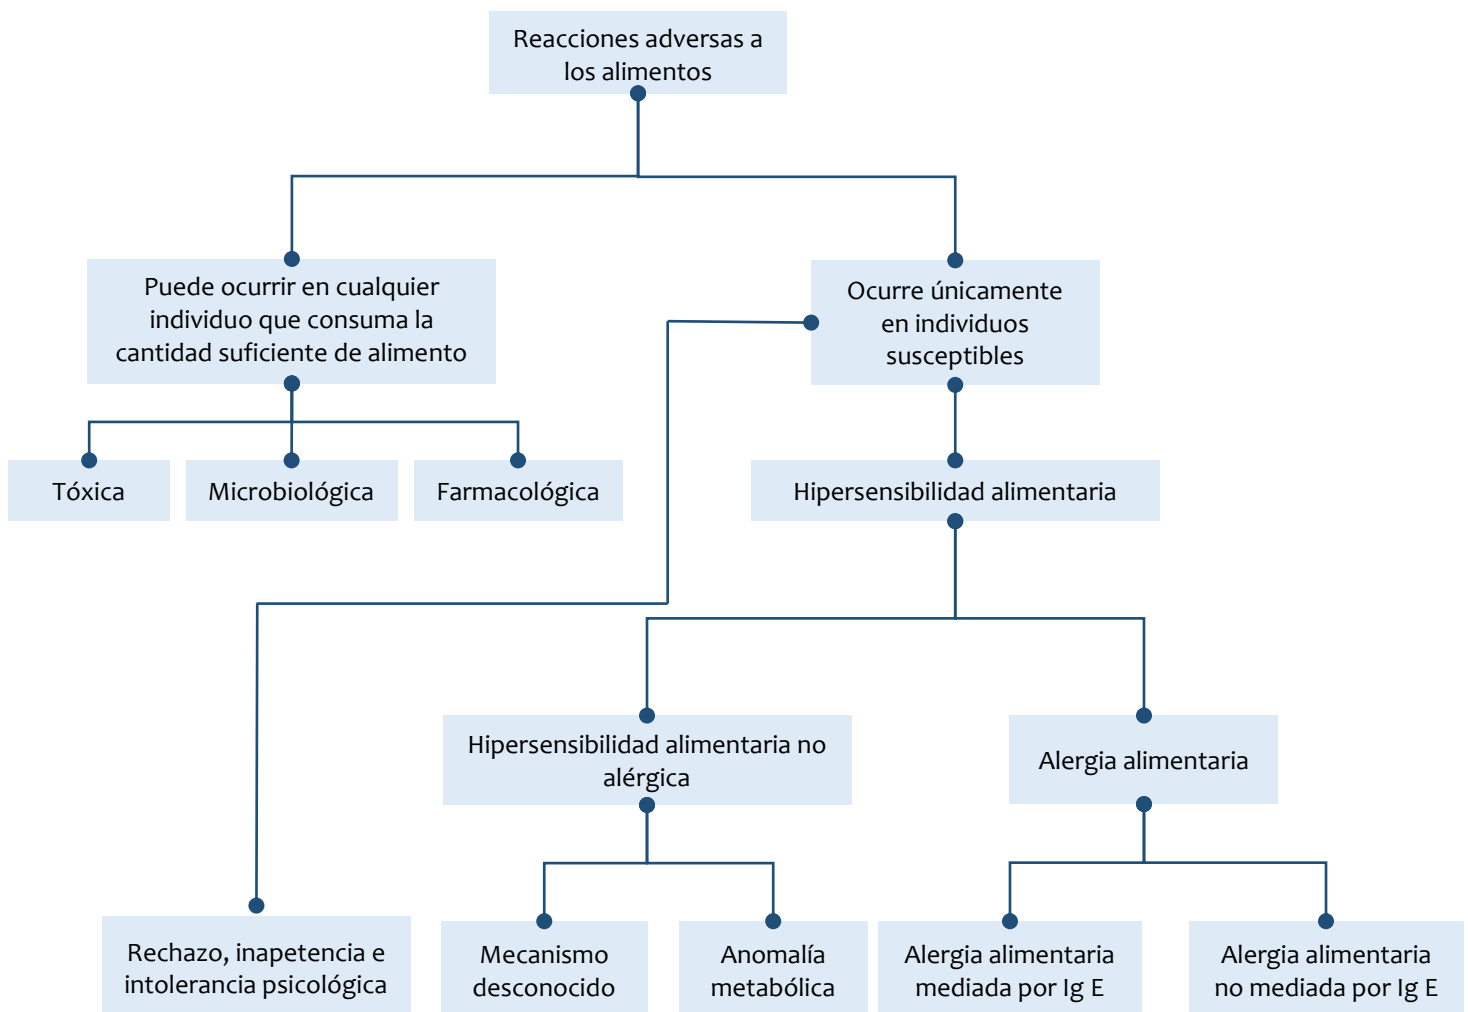 Reacciones adversas a
los alimentos
Puede ocurrir en cualquier
individuo que consuma la
cantidad suficiente de alimento
Ocurre únicamente
en individuos
susceptibles
Tóxica
Microbiológica
Farmacológica
Hipersensibilidad alimentaria
Hipersensibilidad alimentaria no
alérgica
Alergia alimentaria
Rechazo, inapetencia e
intolerancia psicológica
Mecanismo
desconocido
Anomalía
metabólica
Alergia alimentaria
mediada por Ig E
Alergia alimentaria
no mediada por Ig E